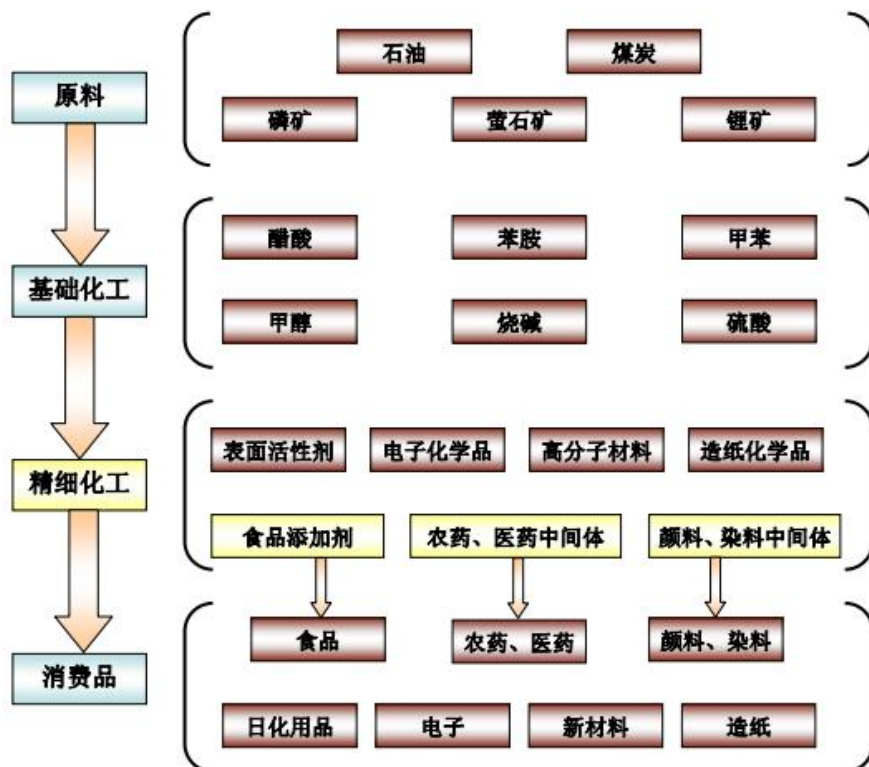 石油
煤炭
原料
磷矿
萤石矿
锂矿
醋酸
苯胺
甲苯
基础化工
甲醇
烧碱
硫酸
表面活性剂
电子化学品
高分子材料
造纸化学品
精细化工
食品添加剂
农药、医药中间体
颜料、染料中间体
食品
农药、医药
颜料、染料
消费品
日化用品
电子
新材料
造纸